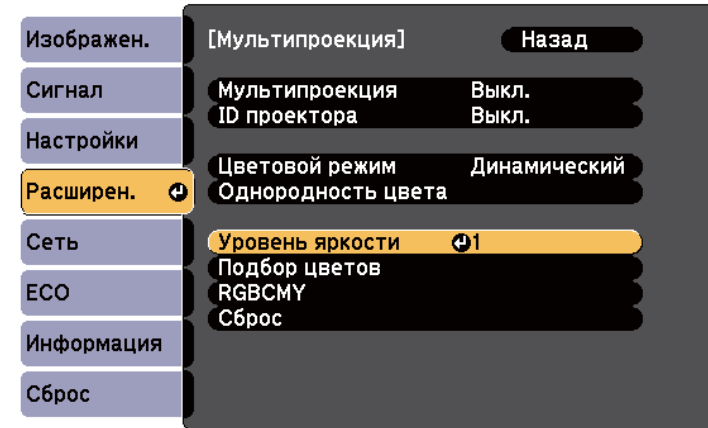 Изображен.
Сигнал
Настройки
Расширен.
Сеть
ECO
Информация
Сброс
[Мультипроекция] Назад
Мультипроекция Выкл.
ID проектора Выкл.
Цветовой режим Динамический
Однородность цвета
Уровень яркости 1
Подбор цветов
RGBCMY
Сброс